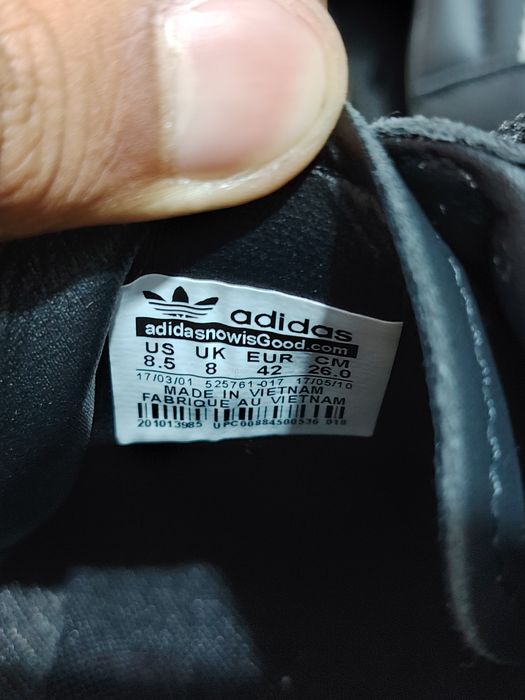 adidas
adidasnowisGood.com
US UK EUR CM
8.5 8 42 26.0
17/03/01 525761-017 17/05/10
MADE IN VIETNAM
FABRIQUE AU VIETNAM
201013985 UPC00884500536 018